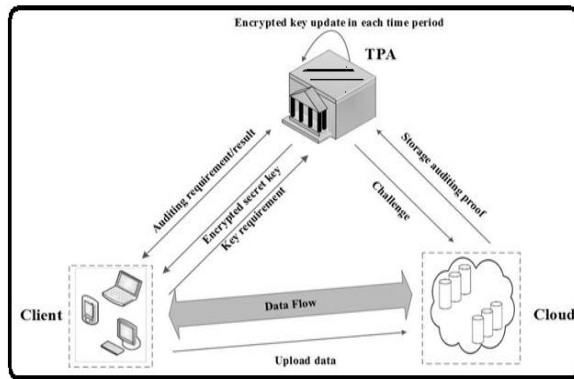 Encrypted key update in each time period
TPA
Auditing requirement/result
Encrypted secret key
Key requirement
Challenge
Storage auditing proof
Client
Data Flow
Cloud
Upload data